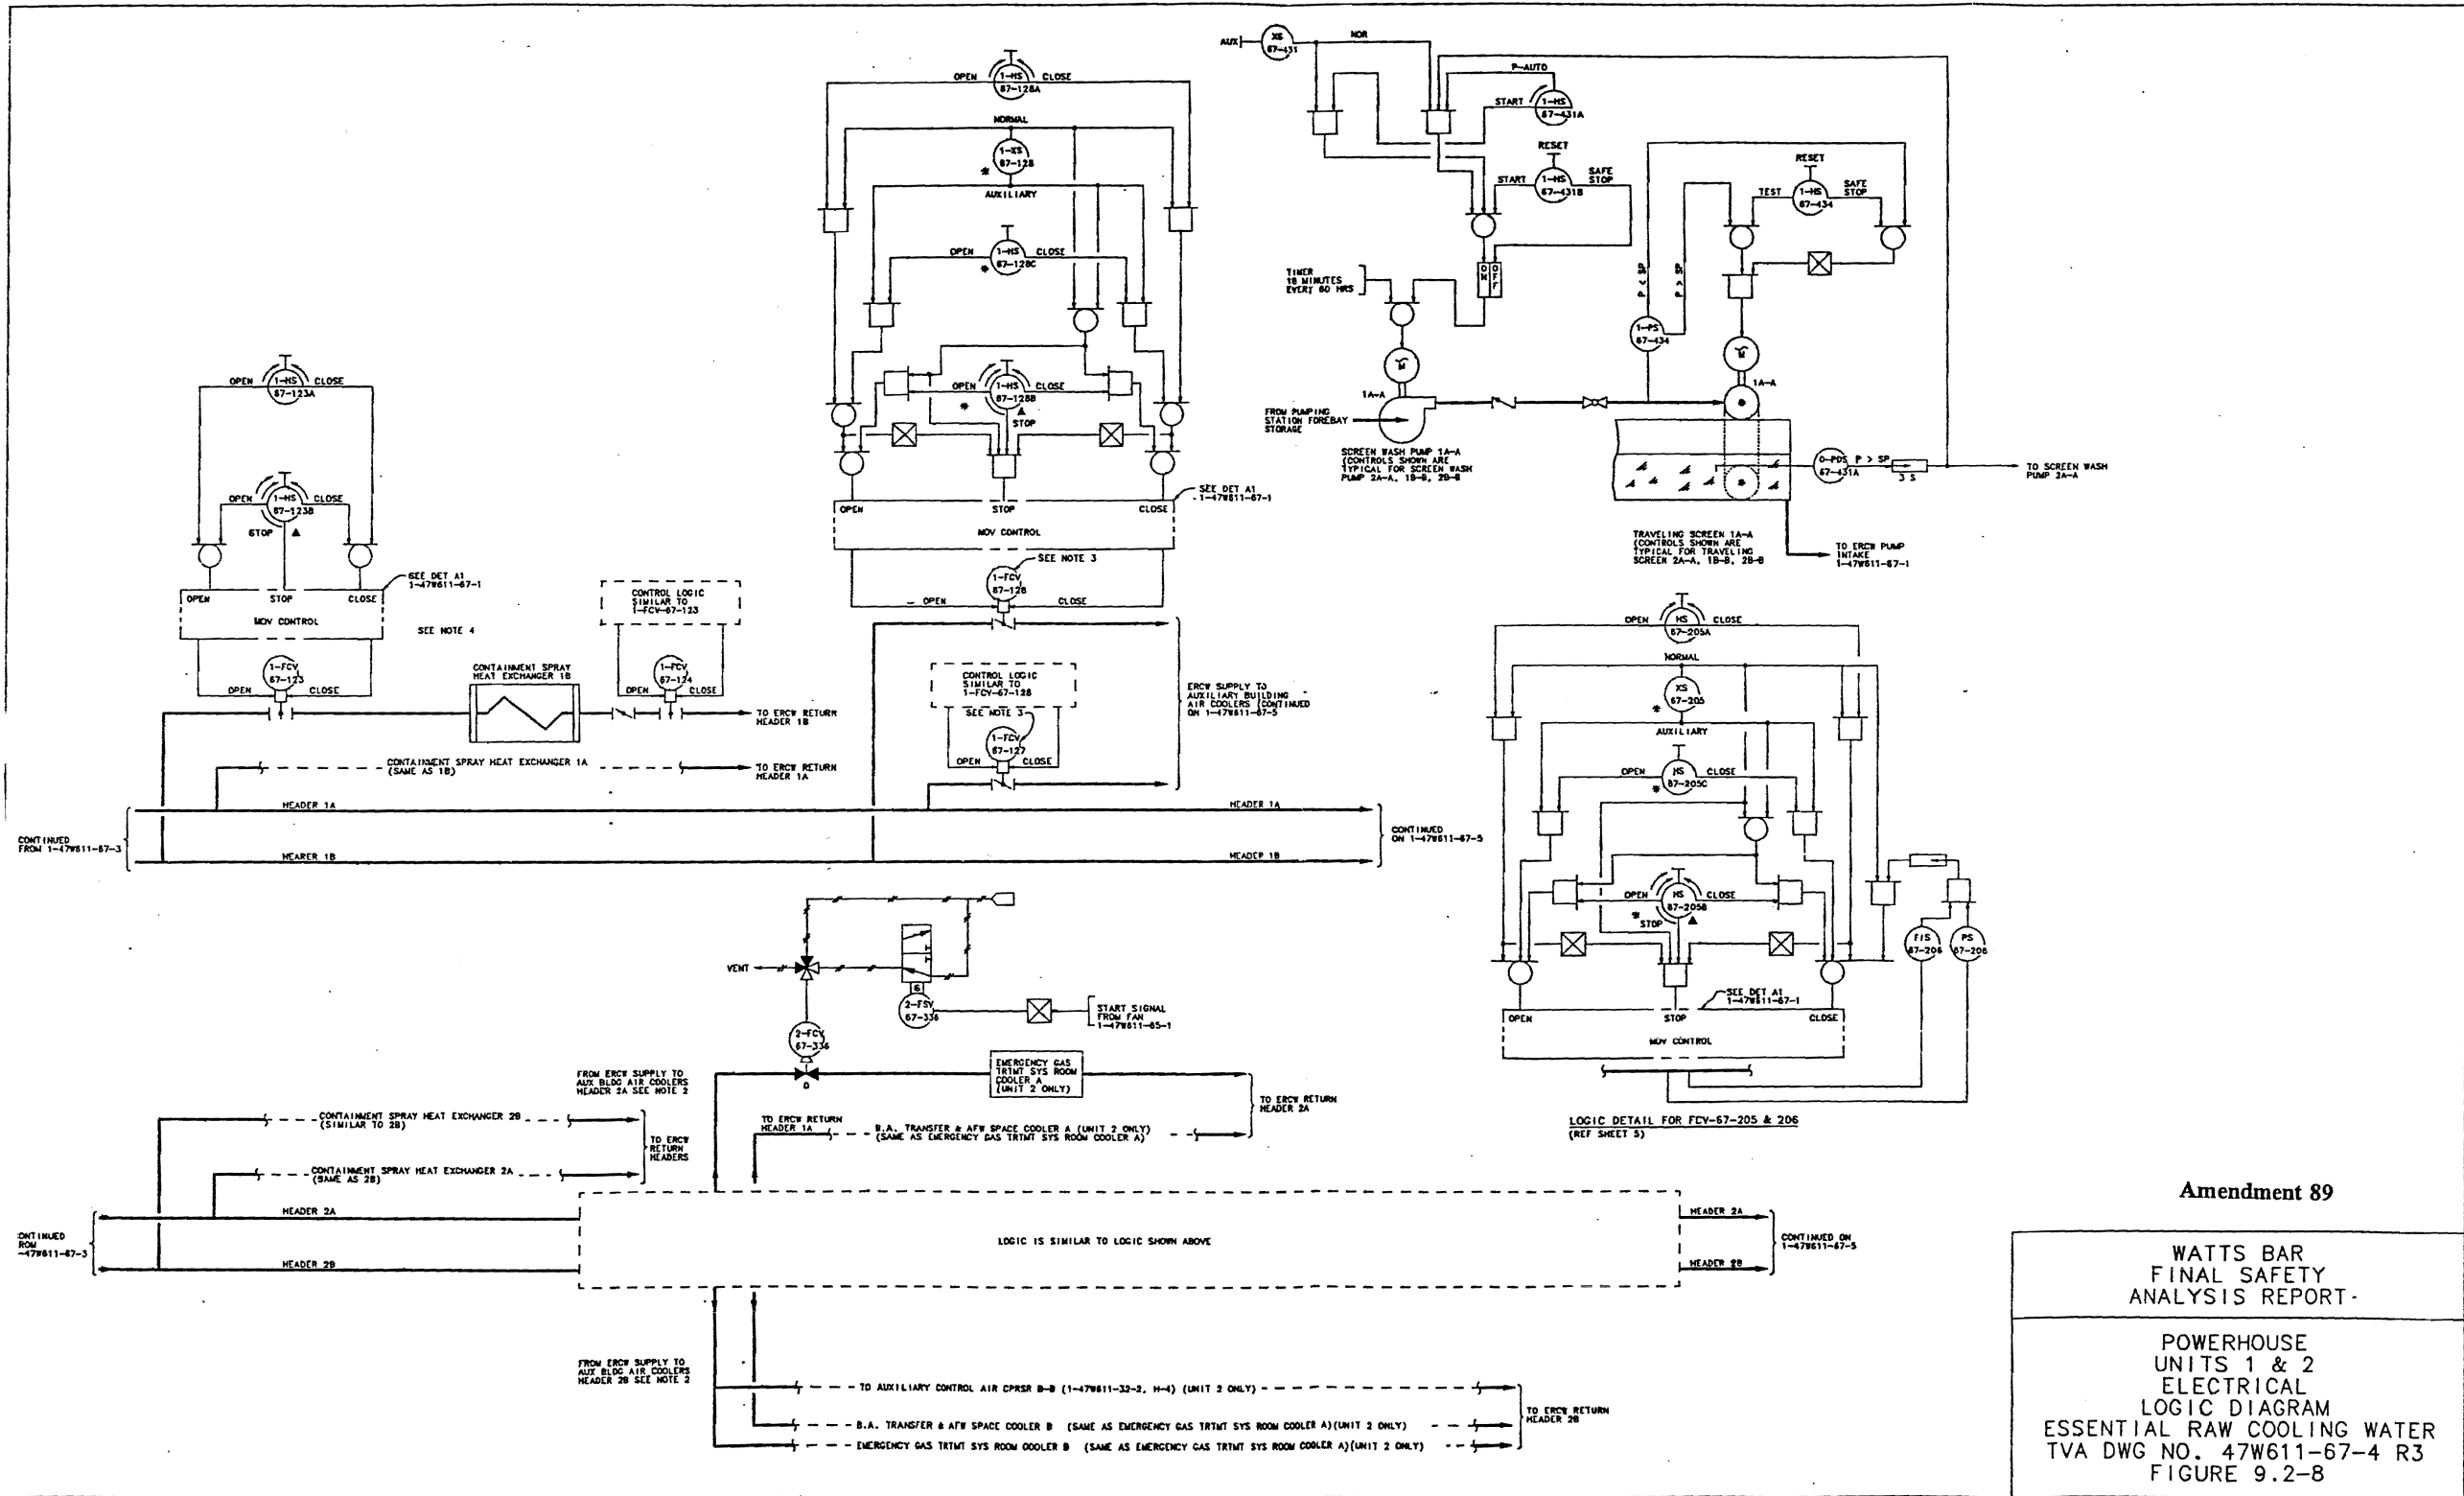 OPEN
1-HS
67-128A
CLOSE
NORMAL
1-XS
67-128
*
AUXILIARY
OPEN
1-HS
67-128C
CLOSE
*
OPEN
1-HS
67-128B
CLOSE
*
▲
STOP
SEE DET A1
1-47W611-67-1
OPEN
STOP
CLOSE
MOV CONTROL
SEE NOTE 3
1-FCV
67-128
OPEN
CLOSE
AUX
XS
67-431
NOR
P-AUTO
START
1-HS
67-431A
RESET
START
1-HS
67-431B
SAFE
STOP
TIMER
18 MINUTES
EVERY 60 HRS
ON
OFF
P < SP
P > SP
RESET
TEST
1-HS
67-434
SAFE
STOP
1-PS
67-434
M
M
1A-A
1A-A
FROM PUMPING
STATION FOREBAY
STORAGE
SCREEN WASH PUMP 1A-A
(CONTROLS SHOWN ARE
TYPICAL FOR SCREEN WASH
PUMP 2A-A, 1B-B, 2B-B
0-PDS
67-431A
P > SP
3 S
TO SCREEN WASH
PUMP 2A-A
TRAVELING SCREEN 1A-A
(CONTROLS SHOWN ARE
TYPICAL FOR TRAVELING
SCREEN 2A-A, 1B-B, 2B-B
TO ERCW PUMP
INTAKE
1-47W611-67-1
OPEN
1-HS
67-123A
CLOSE
OPEN
1-HS
67-123B
CLOSE
STOP
▲
SEE DET A1
1-47W611-67-1
OPEN
STOP
CLOSE
MOV CONTROL
SEE NOTE 4
1-FCV
67-123
OPEN
CLOSE
CONTAINMENT SPRAY
HEAT EXCHANGER 1B
CONTROL LOGIC
SIMILAR TO
1-FCV-67-123
1-FCV
67-124
OPEN
CLOSE
TO ERCW RETURN
HEADER 1B
CONTAINMENT SPRAY HEAT EXCHANGER 1A
(SAME AS 1B)
TO ERCW RETURN
HEADER 1A
CONTROL LOGIC
SIMILAR TO
1-FCV-67-128
SEE NOTE 3
1-FCV
67-127
OPEN
CLOSE
ERCW SUPPLY TO
AUXILIARY BUILDING
AIR COOLERS (CONTINUED
ON 1-47W611-67-5
CONTINUED
FROM 1-47W611-67-3
HEADER 1A
HEARER 1B
HEADER 1A
HEADER 1B
CONTINUED
ON 1-47W611-67-5
OPEN
HS
67-205A
CLOSE
NORMAL
XS
67-205
*
AUXILIARY
OPEN
HS
67-205C
CLOSE
*
OPEN
HS
67-205B
CLOSE
*
STOP
▲
FIS
67-206
PS
67-206
SEE DET A1
1-47W611-67-1
OPEN
STOP
CLOSE
MOV CONTROL
LOGIC DETAIL FOR FCV-67-205 & 206
(REF SHEET 5)
VENT
S
2-FSV
67-336
START SIGNAL
FROM FAN
1-47W611-65-1
2-FCV
67-336
O
FROM ERCW SUPPLY TO
AUX BLDG AIR COOLERS
HEADER 2A SEE NOTE 2
EMERGENCY GAS
TRTMT SYS ROOM
COOLER A
(UNIT 2 ONLY)
TO ERCW RETURN
HEADER 2A
TO ERCW RETURN
HEADER 1A
B.A. TRANSFER & AFW SPACE COOLER A (UNIT 2 ONLY)
(SAME AS EMERGENCY GAS TRTMT SYS ROOM COOLER A)
CONTAINMENT SPRAY HEAT EXCHANGER 2B
(SIMILAR TO 2B)
CONTAINMENT SPRAY HEAT EXCHANGER 2A
(SAME AS 2B)
TO ERCW
RETURN
HEADERS
ONTINUED
ROM
-47W611-67-3
HEADER 2A
HEADER 2B
LOGIC IS SIMILAR TO LOGIC SHOWN ABOVE
HEADER 2A
HEADER 2B
CONTINUED ON
1-47W611-67-5
FROM ERCW SUPPLY TO
AUX BLDG AIR COOLERS
HEADER 2B SEE NOTE 2
TO AUXILIARY CONTROL AIR CPRSR B-B (1-47W611-32-2, H-4) (UNIT 2 ONLY)
B.A. TRANSFER & AFW SPACE COOLER B (SAME AS EMERGENCY GAS TRTMT SYS ROOM COOLER A)(UNIT 2 ONLY)
EMERGENCY GAS TRTMT SYS ROOM COOLER B (SAME AS EMERGENCY GAS TRTMT SYS ROOM COOLER A)(UNIT 2 ONLY)
TO ERCW RETURN
HEADER 2B
Amendment 89
WATTS BAR
FINAL SAFETY
ANALYSIS REPORT
POWERHOUSE
UNITS 1 & 2
ELECTRICAL
LOGIC DIAGRAM
ESSENTIAL RAW COOLING WATER
TVA DWG NO. 47W611-67-4 R3
FIGURE 9.2-8